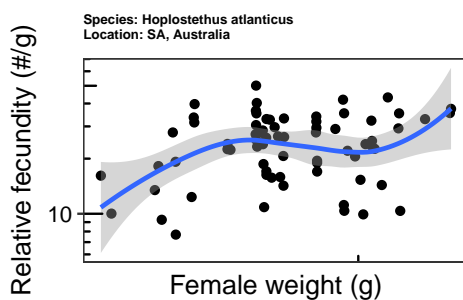 Species: Hoplostethus atlanticus
Location: SA, Australia
Relative fecundity (#/g)
10
Female weight (g)